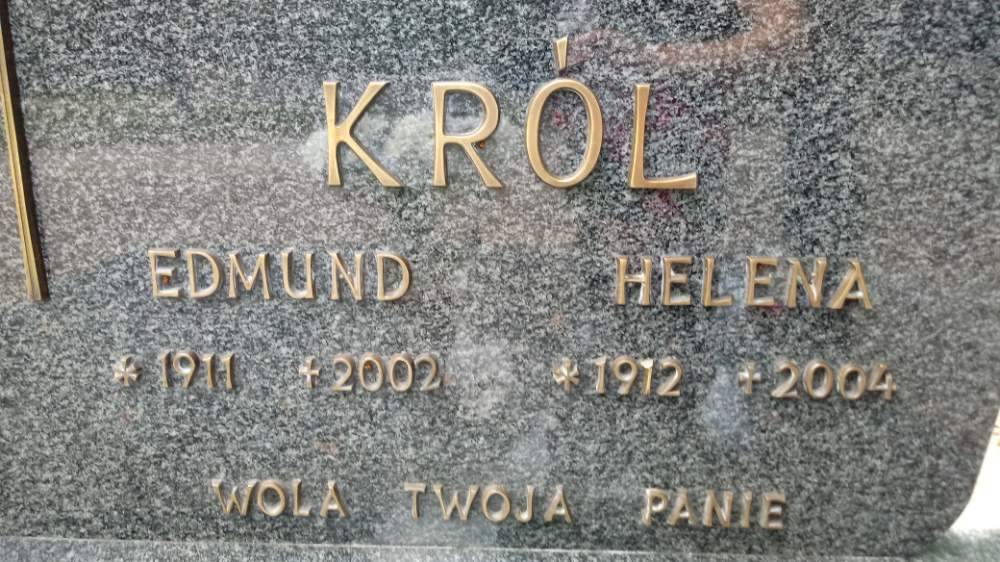 KRÓL
EDMUND HELENA
* 1911 + 2002 * 1912 + 2004
WOLA TWOJA PANIE